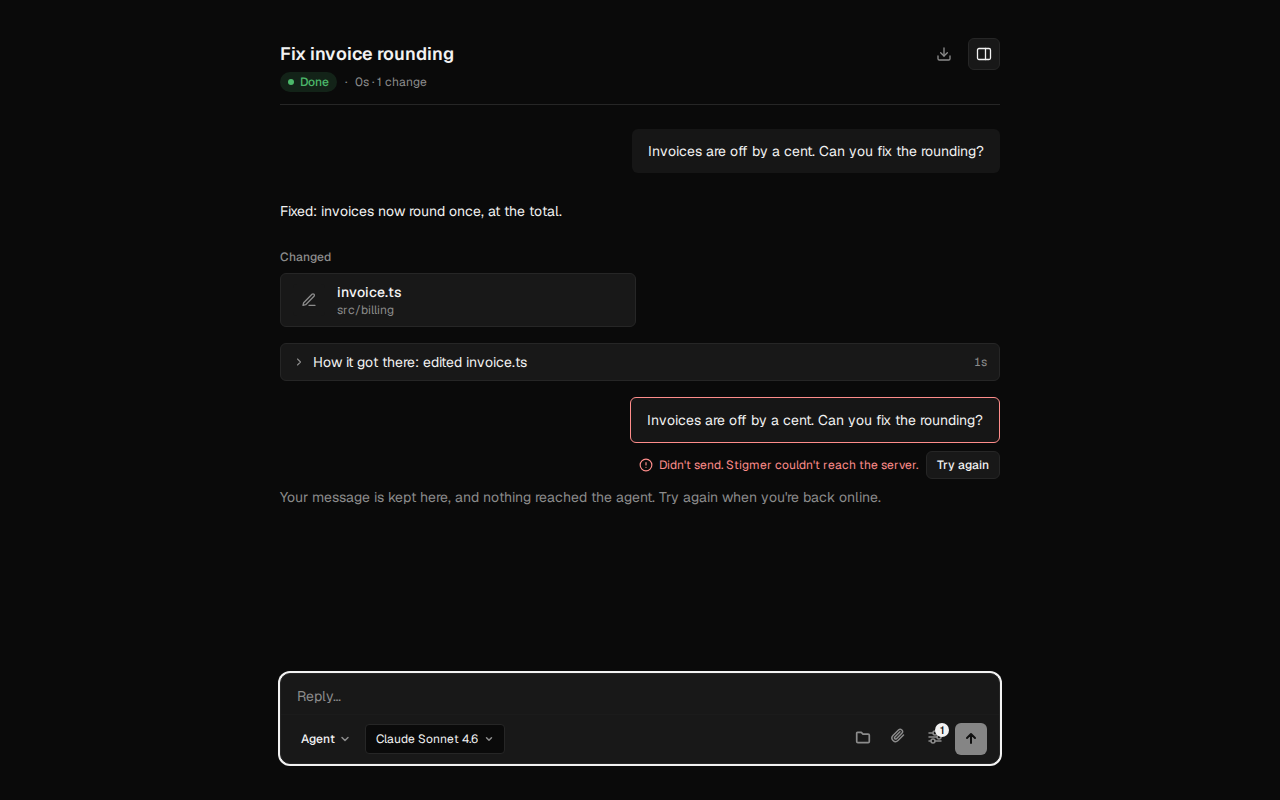 Fix invoice rounding
Done · 0s · 1 change
Invoices are off by a cent. Can you fix the rounding?
Fixed: invoices now round once, at the total.
Changed
invoice.ts
src/billing
How it got there: edited invoice.ts 1s
Invoices are off by a cent. Can you fix the rounding?
Didn't send. Stigmer couldn't reach the server. Try again
Your message is kept here, and nothing reached the agent. Try again when you're back online.
Reply...
Agent Claude Sonnet 4.6 1